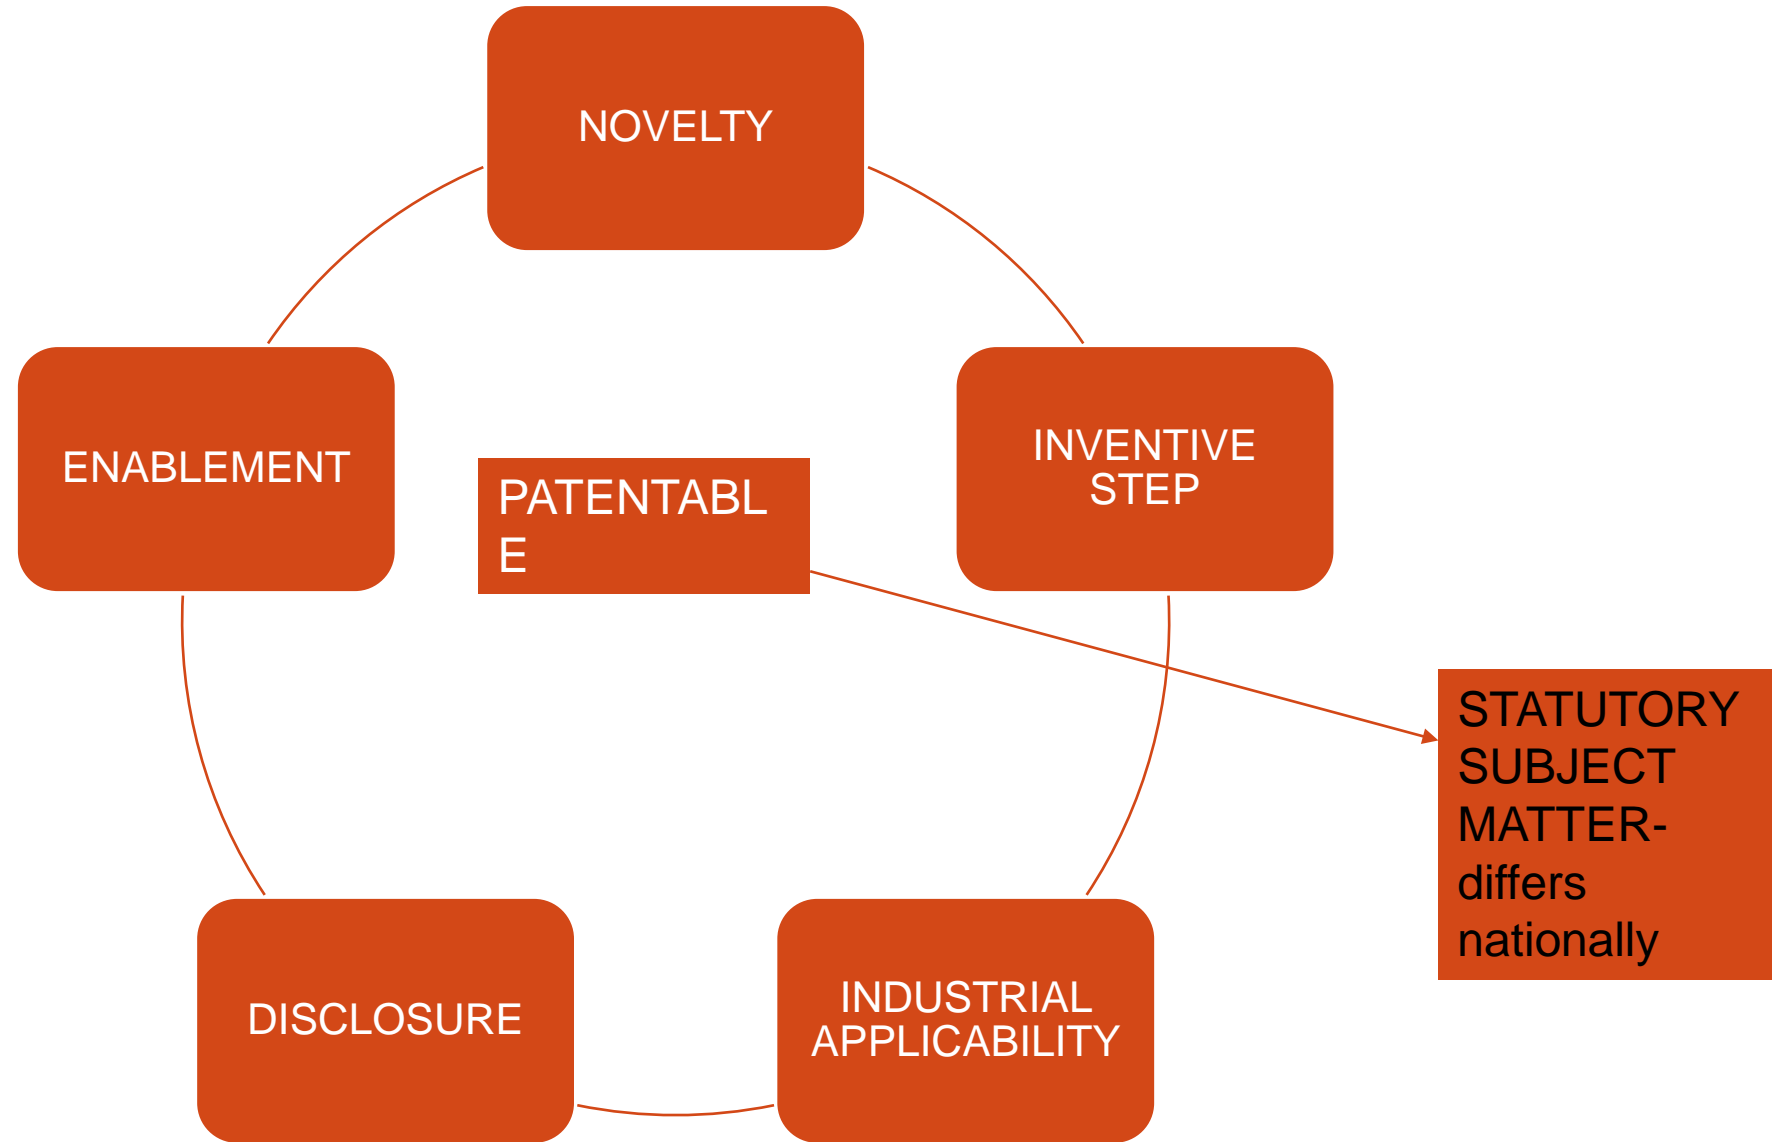 NOVELTY
ENABLEMENT
INVENTIVE
STEP
PATENTABL
E
STATUTORY
SUBJECT
MATTER-
differs
nationally
DISCLOSURE
INDUSTRIAL
APPLICABILITY